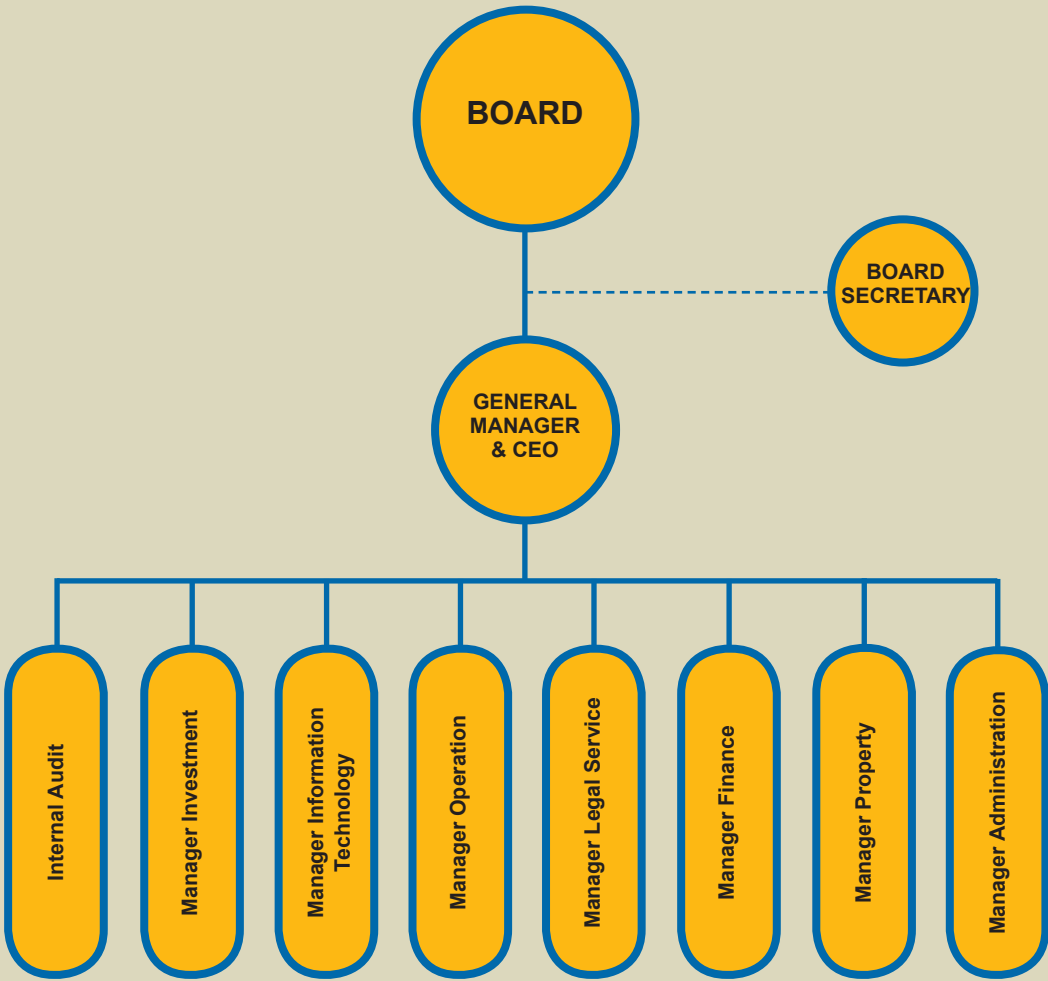 BOARD
BOARD
SECRETARY
GENERAL
MANAGER
& CEO
Internal Audit
Manager Investment
Manager Information
Technology
Manager Operation
Manager Legal Service
Manager Finance
Manager Property
Manager Administration